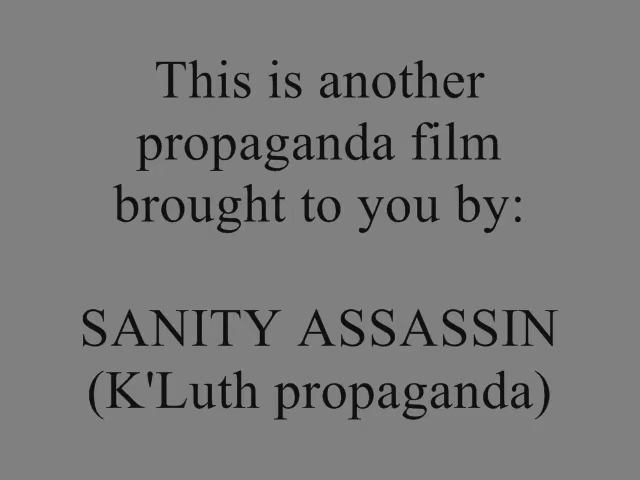 This is another
propaganda film
brought to you by:
SANITY ASSASSIN
(K'Luth propaganda)